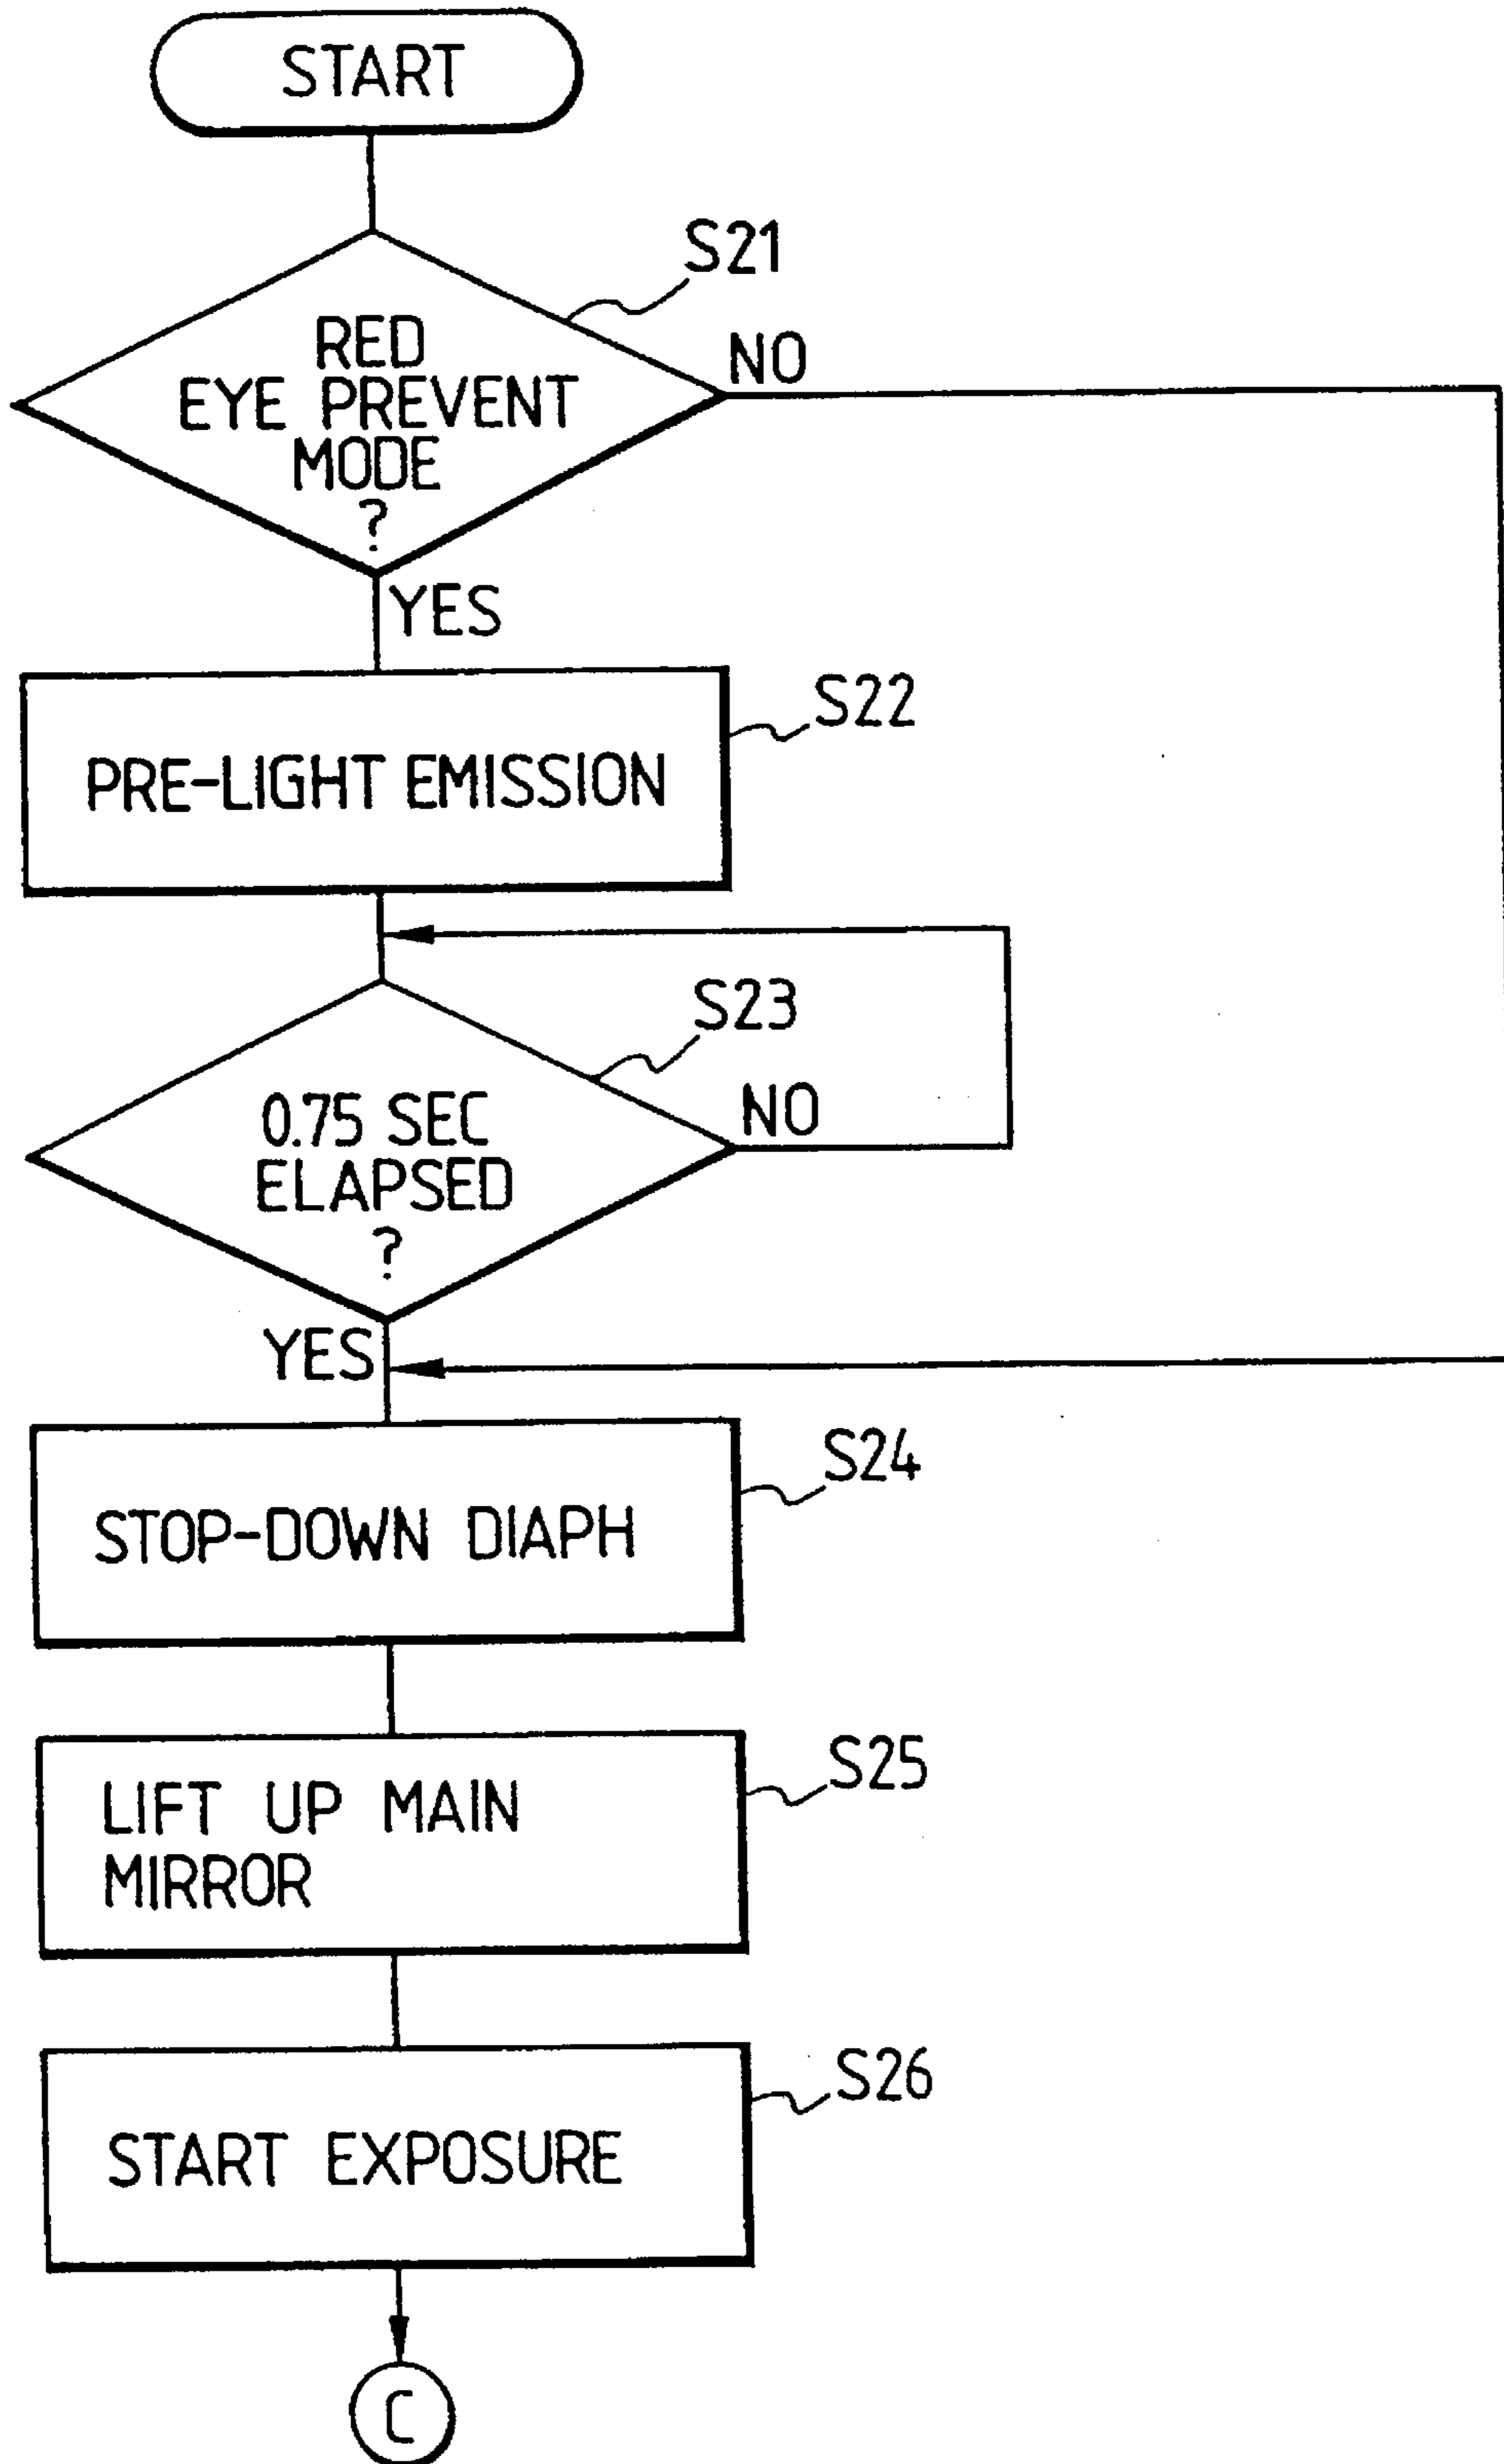 START
S21
RED
EYE PREVENT
MODE
?
NO
YES
S22
PRE-LIGHT EMISSION
S23
0.75 SEC
ELAPSED
?
NO
YES
S24
STOP-DOWN DIAPH
S25
LIFT UP MAIN
MIRROR
S26
START EXPOSURE
C